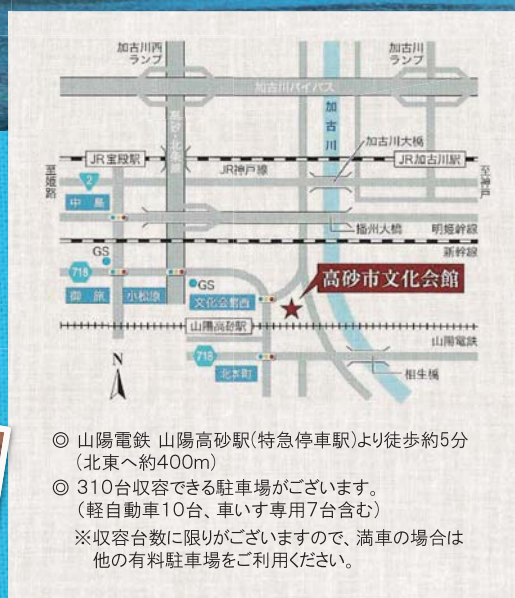 加古川西
ランプ
加古川
ランプ
加古川バイパス
高砂・北条線
加古川
加古川大橋
JR宝殿駅
JR神戸線
JR加古川駅
至姫路
至神戸
2
中島
播州大橋
明姫幹線
新幹線
GS
718
御旅
小松原
GS
文化会館西
高砂市文化会館
山陽高砂駅
山陽電鉄
N
718
北本町
相生橋
◎ 山陽電鉄 山陽高砂駅(特急停車駅)より徒歩約5分
(北東へ約400m)
◎ 310台収容できる駐車場がございます。
(軽自動車10台、車いす専用7台含む)
※収容台数に限りがございますので、満車の場合は
他の有料駐車場をご利用ください。